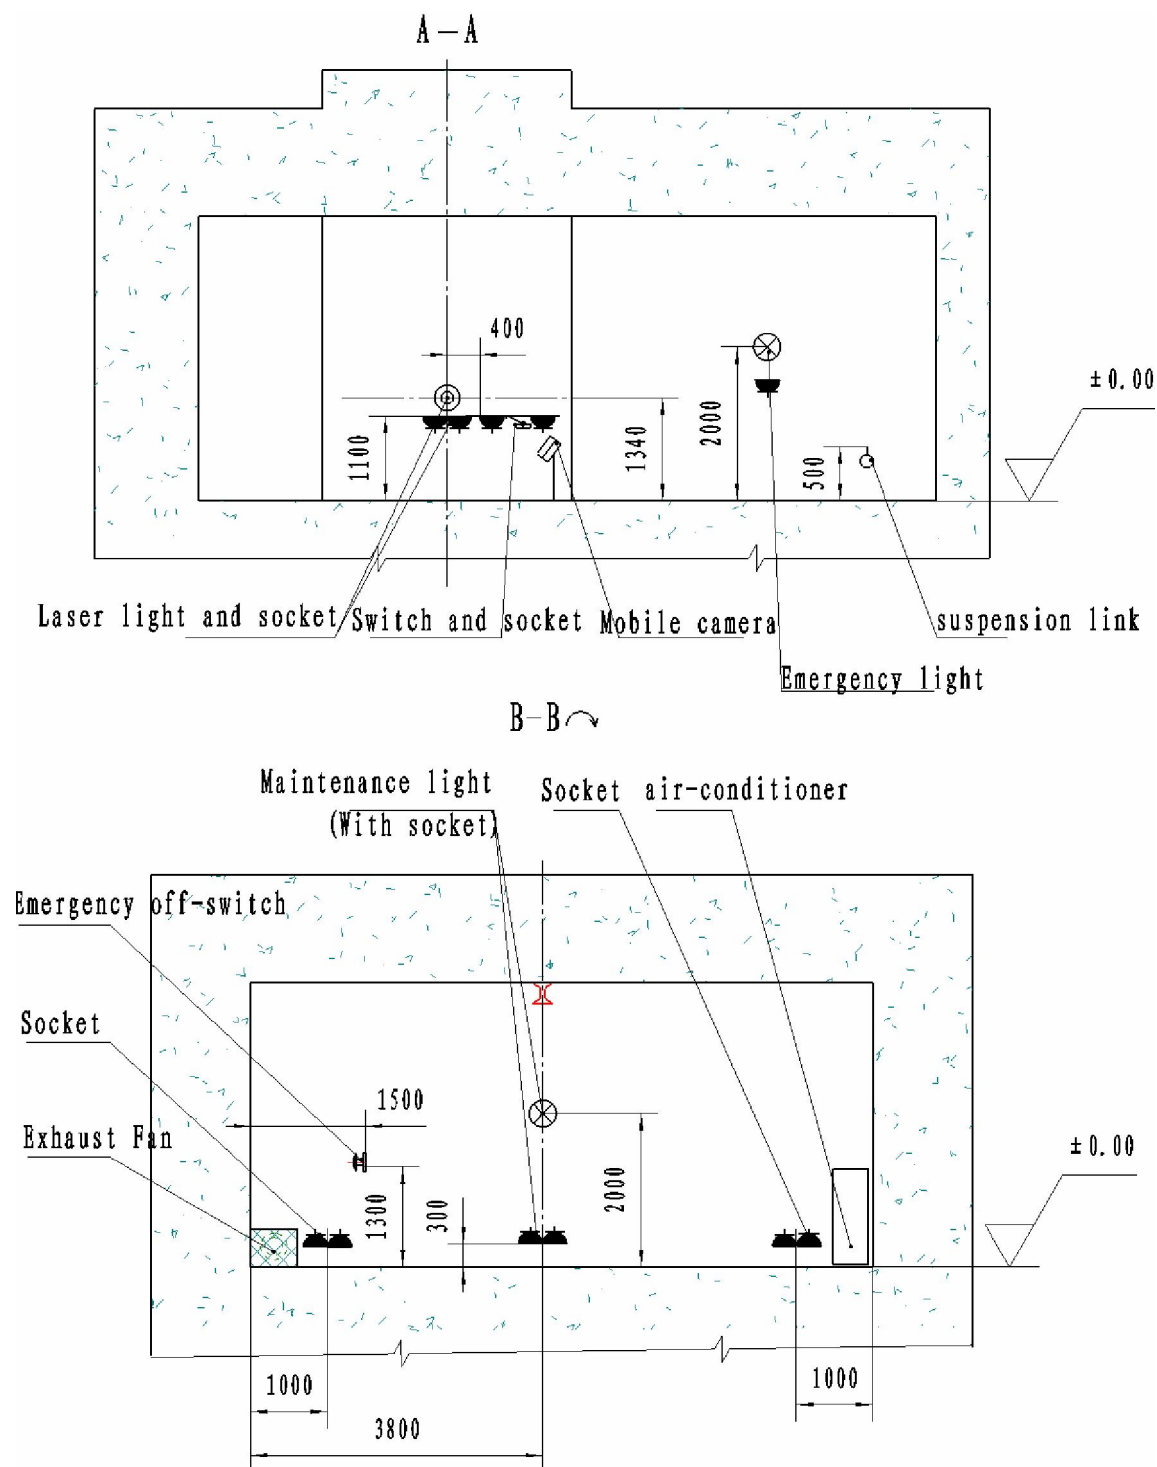 A-A
400
±0.00
1100
1340
2000
500
Laser light and socket
Switch and socket
Mobile camera
suspension link
Emergency light
B-B
Maintenance light
(With socket)
Socket
air-conditioner
Emergency off-switch
Socket
1500
Exhaust Fan
±0.00
1300
300
2000
1000
1000
3800